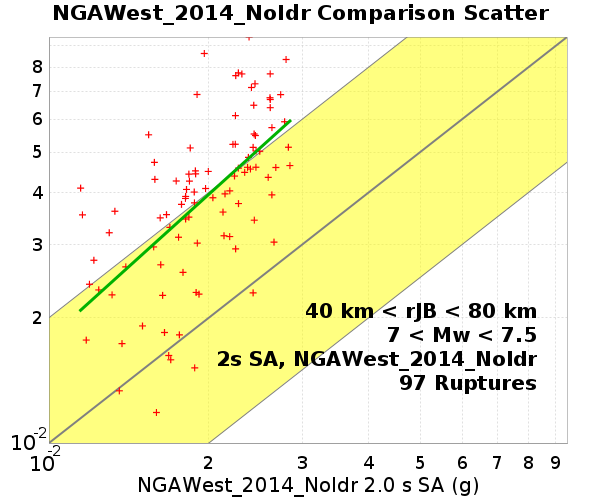 NGAWest_2014_NoIdr Comparison Scatter
8
7
6
5
4
3
2
10-2
10-2
2
3
4
5
6
7
8
9
40 km < rJB < 80 km
7 < Mw < 7.5
2s SA, NGAWest_2014_NoIdr
97 Ruptures
NGAWest_2014_NoIdr 2.0 s SA (g)